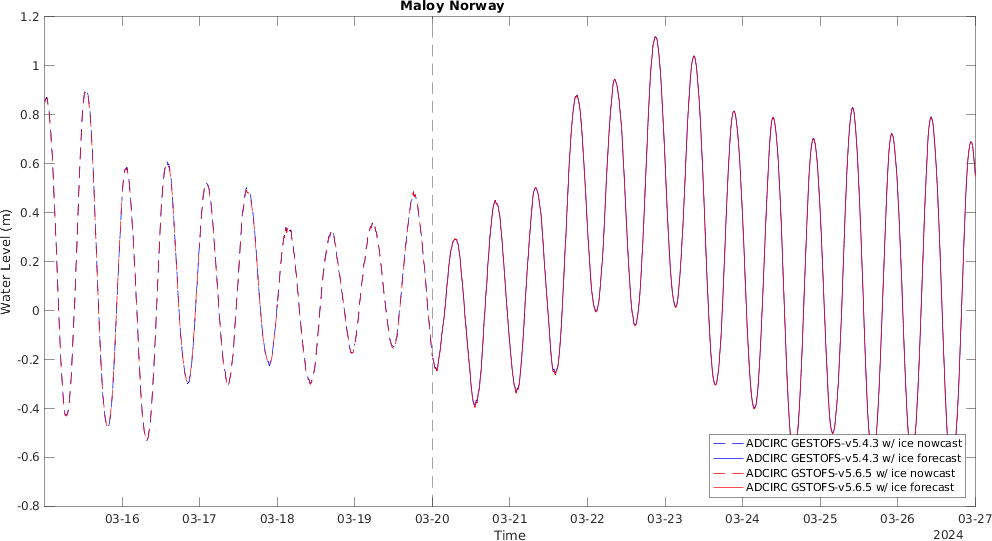 Maloy Norway
1.2
1
0.8
0.6
0.4
0.2
0
-0.2
-0.4
-0.6
-0.8
Water Level (m)
ADCIRC GESTOFS-v5.4.3 w/ ice nowcast
ADCIRC GESTOFS-v5.4.3 w/ ice forecast
ADCIRC GSTOFS-v5.6.5 w/ ice nowcast
ADCIRC GSTOFS-v5.6.5 w/ ice forecast
03-16 03-17 03-18 03-19 03-20 03-21 03-22 03-23 03-24 03-25 03-26 03-27
Time
2024